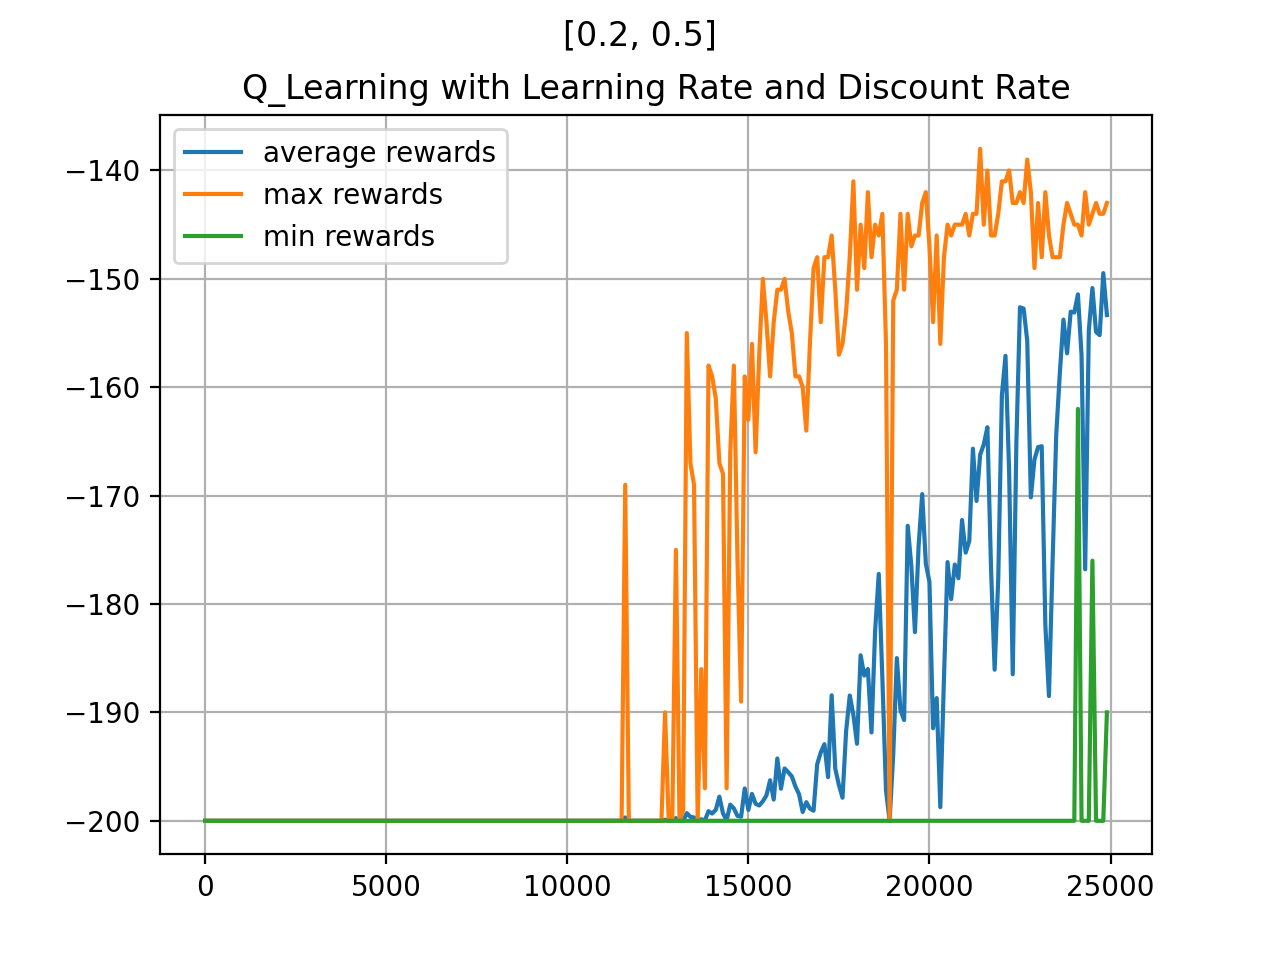 [0.2, 0.5]
Q_Learning with Learning Rate and Discount Rate
average rewards
max rewards
min rewards
−140
−150
−160
−170
−180
−190
−200
0 5000 10000 15000 20000 25000